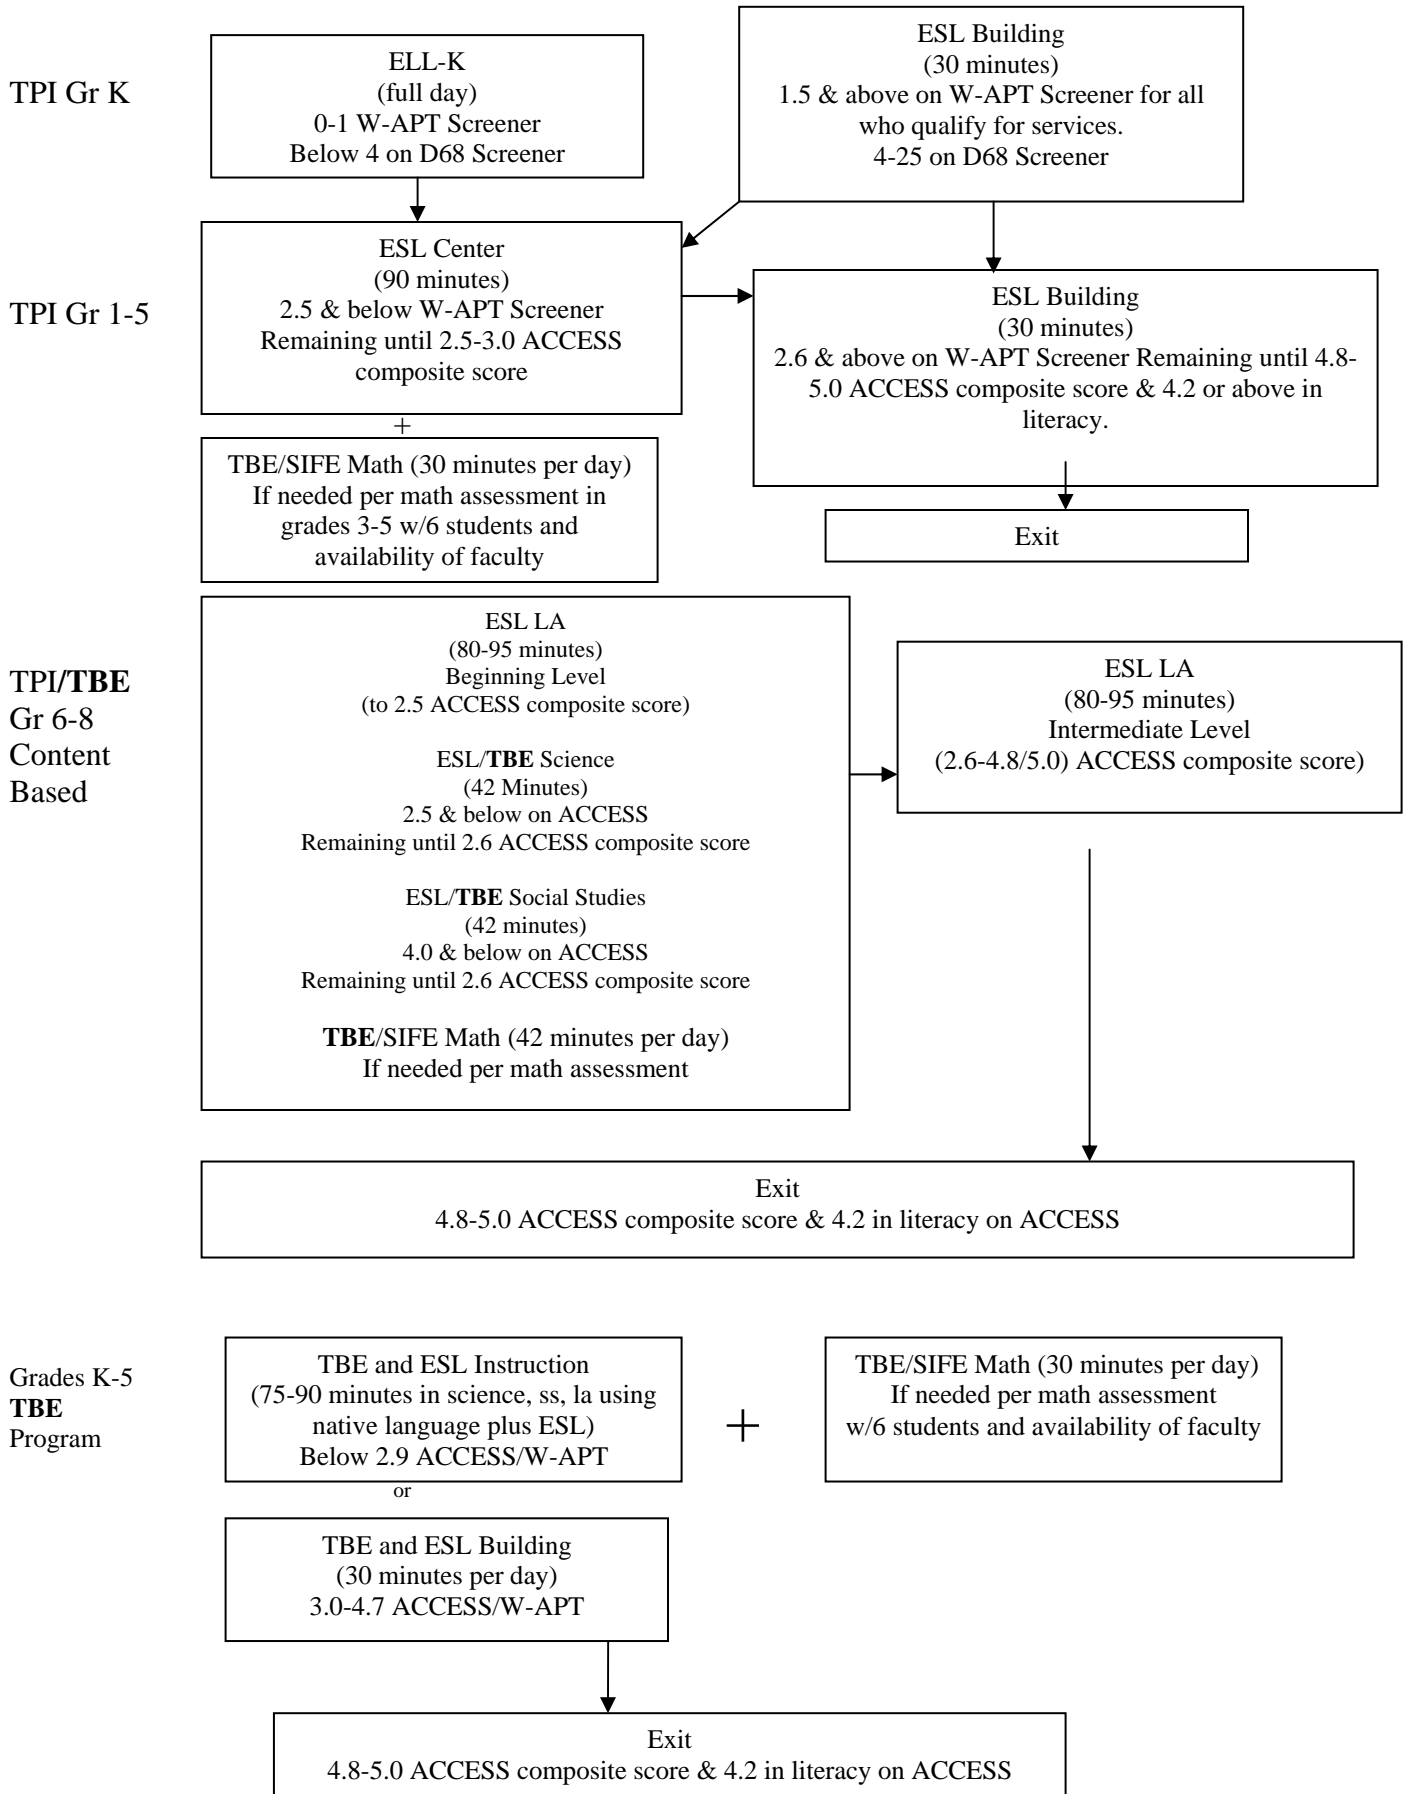 TPI Gr K
ELL-K
(full day)
0-1 W-APT Screener
Below 4 on D68 Screener
ESL Building
(30 minutes)
1.5 & above on W-APT Screener for all
who qualify for services.
4-25 on D68 Screener
TPI Gr 1-5
ESL Center
(90 minutes)
2.5 & below W-APT Screener
Remaining until 2.5-3.0 ACCESS
composite score
ESL Building
(30 minutes)
2.6 & above on W-APT Screener Remaining until 4.8-
5.0 ACCESS composite score & 4.2 or above in
literacy.
+
TBE/SIFE Math (30 minutes per day)
If needed per math assessment in
grades 3-5 w/6 students and
availability of faculty
Exit
TPI/TBE
Gr 6-8
Content
Based
ESL LA
(80-95 minutes)
Beginning Level
(to 2.5 ACCESS composite score)
ESL/TBE Science
(42 Minutes)
2.5 & below on ACCESS
Remaining until 2.6 ACCESS composite score
ESL/TBE Social Studies
(42 minutes)
4.0 & below on ACCESS
Remaining until 2.6 ACCESS composite score
TBE/SIFE Math (42 minutes per day)
If needed per math assessment
ESL LA
(80-95 minutes)
Intermediate Level
(2.6-4.8/5.0) ACCESS composite score)
Exit
4.8-5.0 ACCESS composite score & 4.2 in literacy on ACCESS
Grades K-5
TBE
Program
TBE and ESL Instruction
(75-90 minutes in science, ss, la using
native language plus ESL)
Below 2.9 ACCESS/W-APT
+
TBE/SIFE Math (30 minutes per day)
If needed per math assessment
w/6 students and availability of faculty
or
TBE and ESL Building
(30 minutes per day)
3.0-4.7 ACCESS/W-APT
Exit
4.8-5.0 ACCESS composite score & 4.2 in literacy on ACCESS